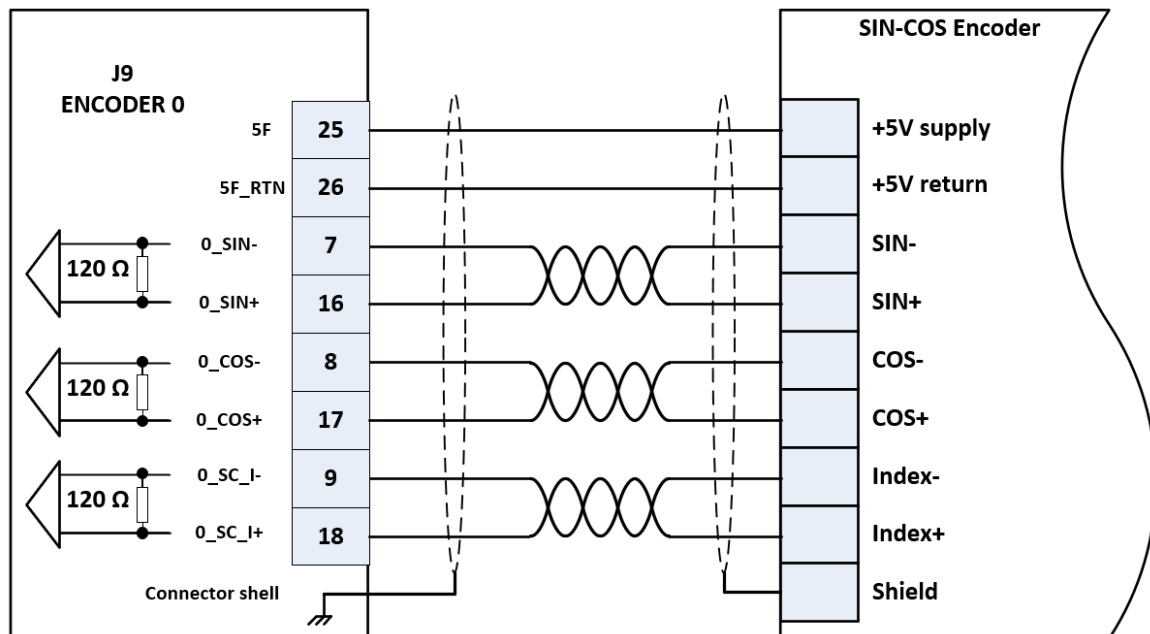 SIN-COS Encoder
J9
ENCODER 0
5F 25 +5V supply
5F_RTN 26 +5V return
0_SIN- 7 SIN-
120 Ω
0_SIN+ 16 SIN+
0_COS- 8 COS-
120 Ω
0_COS+ 17 COS+
0_SC_I- 9 Index-
120 Ω
0_SC_I+ 18 Index+
Connector shell Shield